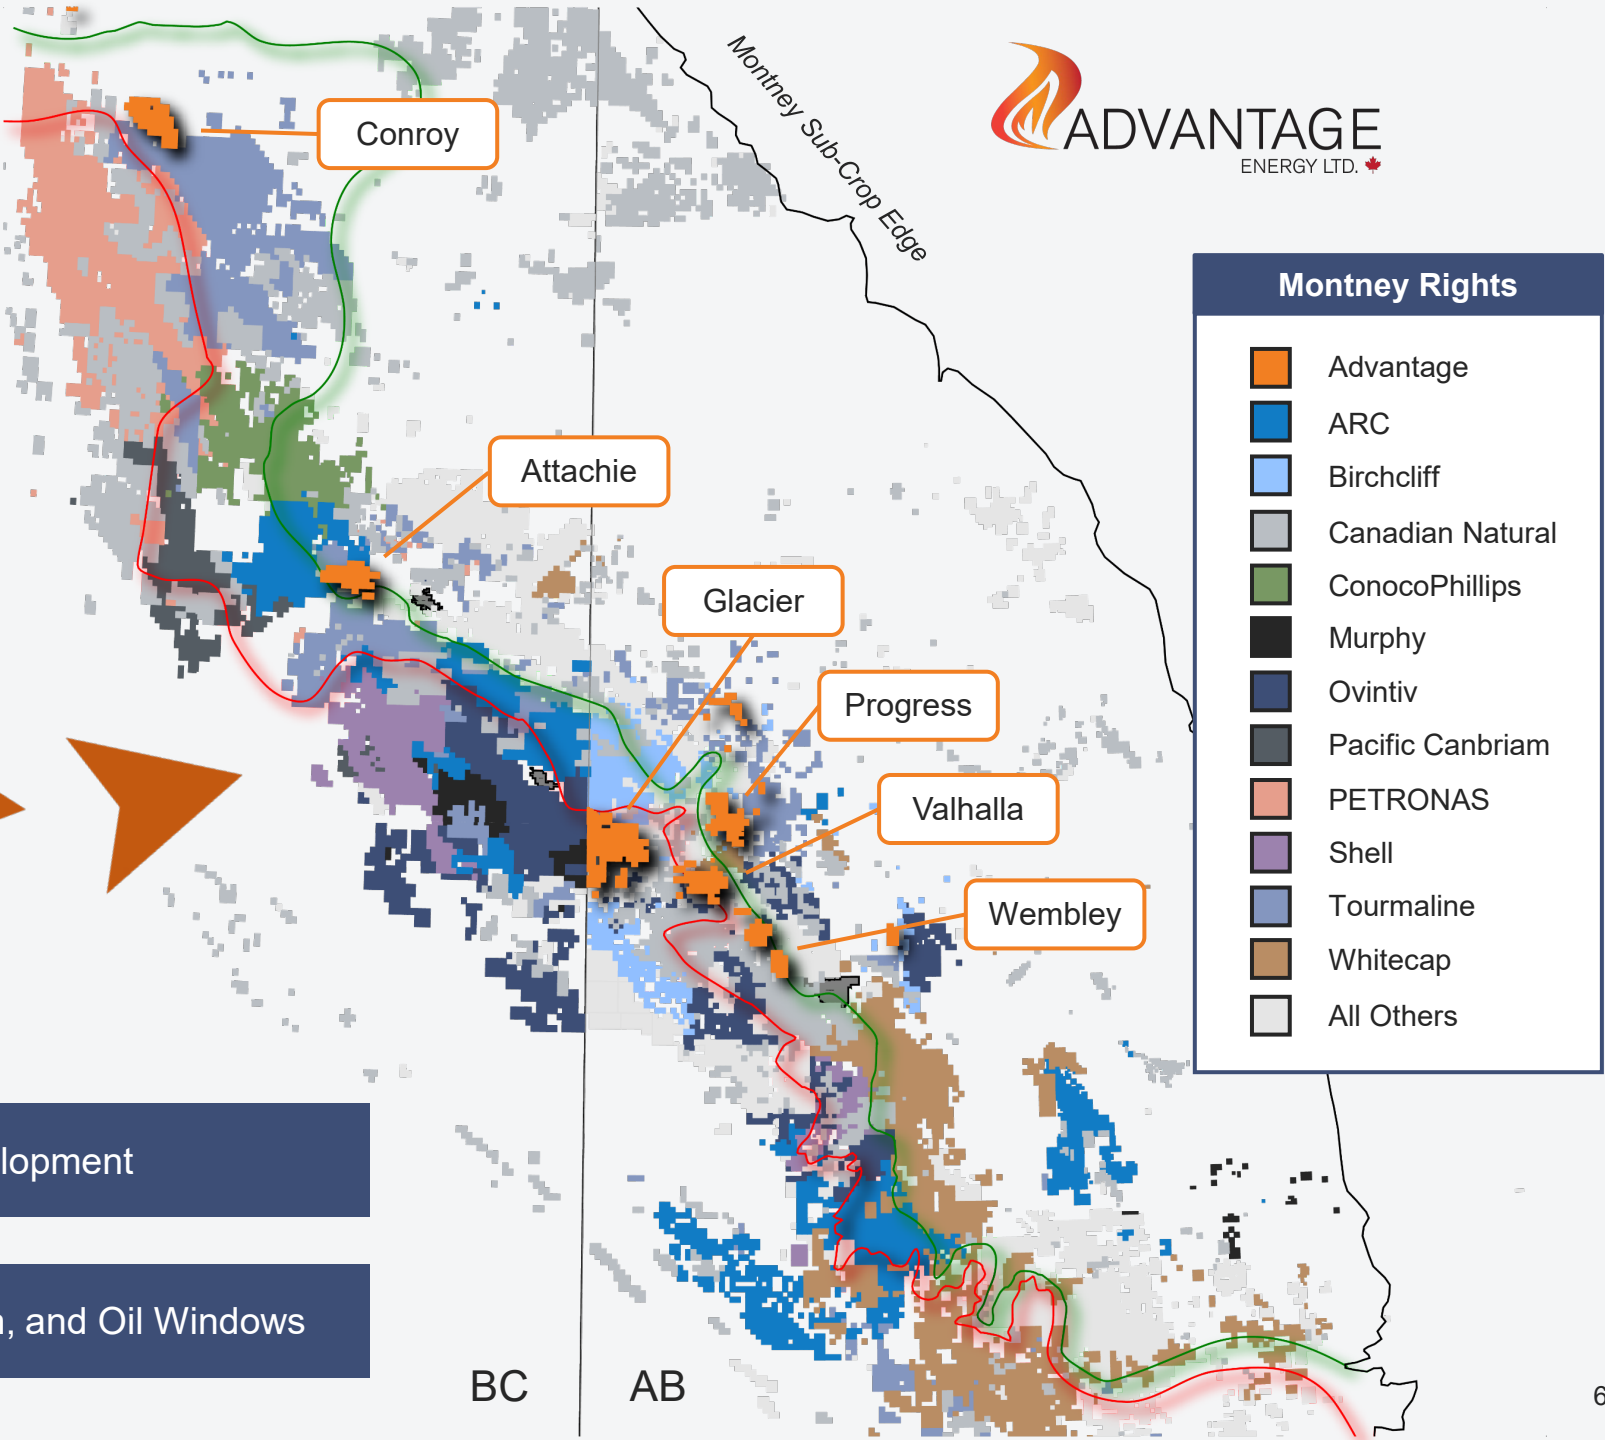 Montney Sub-Crop Edge
ADVANTAGE
ENERGY LTD.
Conroy
Attachie
Glacier
Progress
Valhalla
Wembley
Montney Rights
Advantage
ARC
Birchcliff
Canadian Natural
ConocoPhillips
Murphy
Ovintiv
Pacific Canbriam
PETRONAS
Shell
Tourmaline
Whitecap
All Others
lopment
, and Oil Windows
BC
AB
6